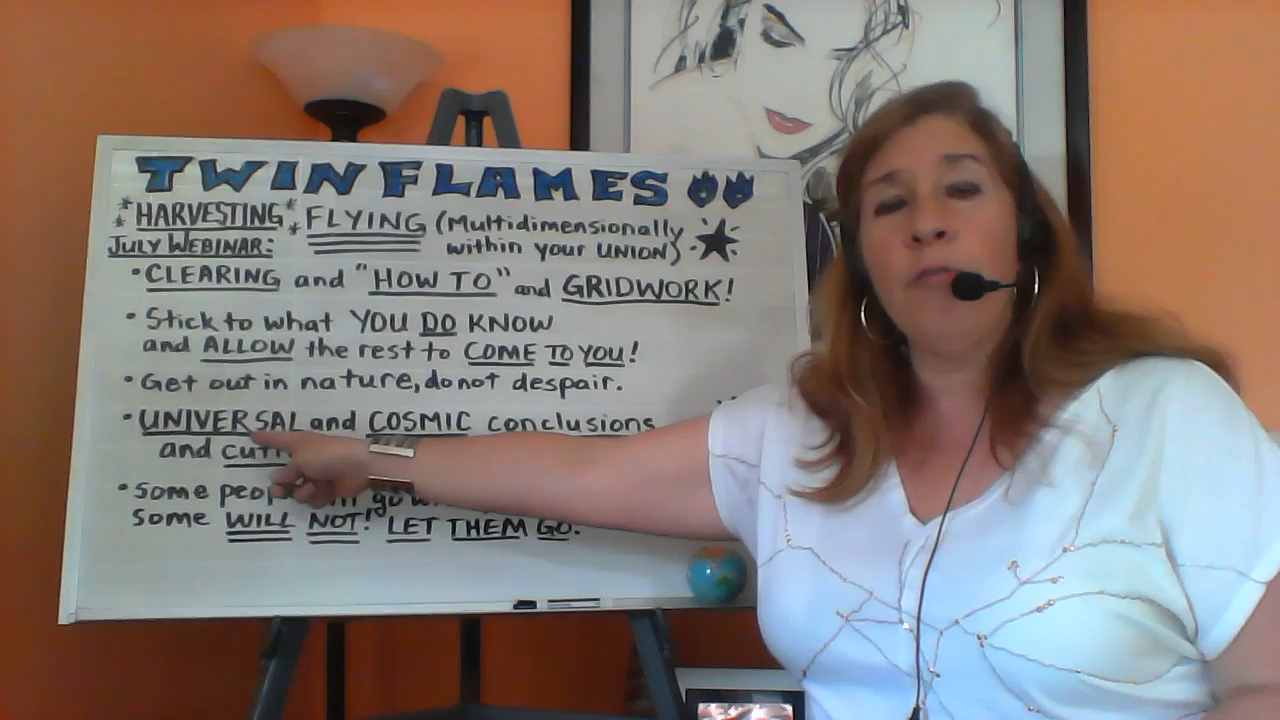 TWIN FLAMES
*HARVESTING* *FLYING (Multidimensionally
within your UNION)
JULY WEBINAR:
• CLEARING and "HOW TO" and GRIDWORK!
• Stick to what YOU DO KNOW
and ALLOW the rest to COME TO YOU!
• Get out in nature, do not despair.
• UNIVERSAL and COSMIC conclusions
and
• Some go
some WILL NOT! LET THEM GO.